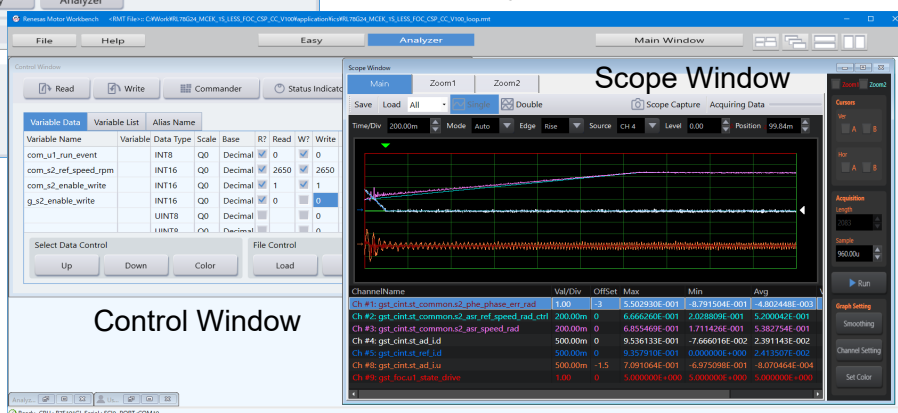 Analyzer
Renesas Motor Workbench <RMT File>:: C:¥Work¥RL78G24_MCEK_1S_LESS_FOC_CSP_CC_V100¥application¥ics¥RL78G24_MCEK_1S_LESS_FOC_CSP_CC_V100_loop.rmt
File Help Easy Analyzer Main Window
Control Window
Read Write Commander Status Indicato
Variable Data Variable List Alias Name
Variable Name Variable Data Type Scale Base R? Read W? Write
com_u1_run_event INT8 Q0 Decimal 0 0
com_s2_ref_speed_rpm INT16 Q0 Decimal 2650 2650
com_s2_enable_write INT16 Q0 Decimal 1 1
g_s2_enable_write INT16 Q0 Decimal 0 0
UINT8 Q0 Decimal 0
UINT8 Q0 Decimal 0
Select Data Control File Control
Up Down Color Load
Control Window
Scope Window
Main Zoom1 Zoom2
Scope Window
Save Load All Single Double Scope Capture Acquiring Data
Time/Div 200.00m Mode Auto Edge Rise Source CH 4 Level 0.00 Position 99.84m
ChannelName Val/Div OffSet Max Min Avg
Ch #1: gst_cint.st_common.s2_phe_phase_err_rad 1.00 -3 5.502930E-001 -8.791504E-001 -4.802448E-003
Ch #2: gst_cint.st_common.s2_asr_ref_speed_rad_ctrl 200.00m 0 6.666260E-001 2.028809E-001 5.200042E-001
Ch #3: gst_cint.st_common.s2_asr_speed_rad 200.00m 0 6.855469E-001 1.711426E-001 5.382754E-001
Ch #4: gst_cint.st_ad_i.d 500.00m 0 9.536133E-001 -7.666016E-002 2.391143E-002
Ch #5: gst_cint.st_ref_i.d 500.00m 0 9.357910E-001 0.000000E+000 2.413507E-002
Ch #8: gst_cint.st_ad_i.u 500.00m -1.5 7.091064E-001 -6.975098E-001 -8.070464E-004
Ch #9: gst_foc.u1_state_drive 1.00 0 5.000000E+000 5.000000E+000 5.000000E+000
Zoom1 Zoom2
Cursors
Ver
A B
Hor
A B
Acquisition
Length
2083
Sample
960.00u
Run
Graph Setting
Smoothing
Channel Setting
Set Color